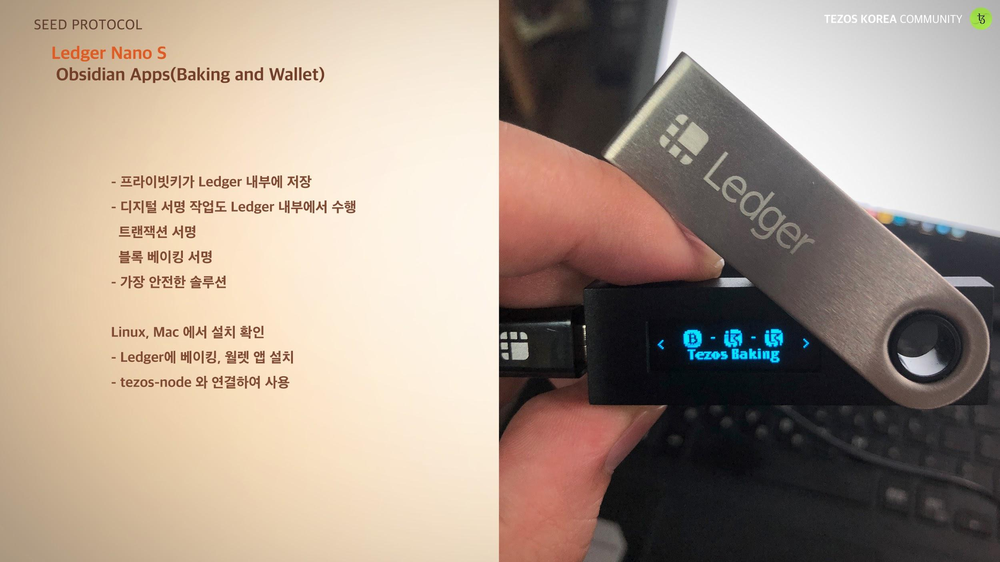 SEED PROTOCOL
TEZOS KOREA COMMUNITY
Ledger Nano S
Obsidian Apps(Baking and Wallet)
- 프라이빗키가 Ledger 내부에 저장
- 디지털 서명 작업도 Ledger 내부에서 수행
트랜잭션 서명
블록 베이킹 서명
- 가장 안전한 솔루션
Linux, Mac 에서 설치 확인
- Ledger에 베이킹, 월렛 앱 설치
- tezos-node 와 연결하여 사용
Ledger
Tezos Baking